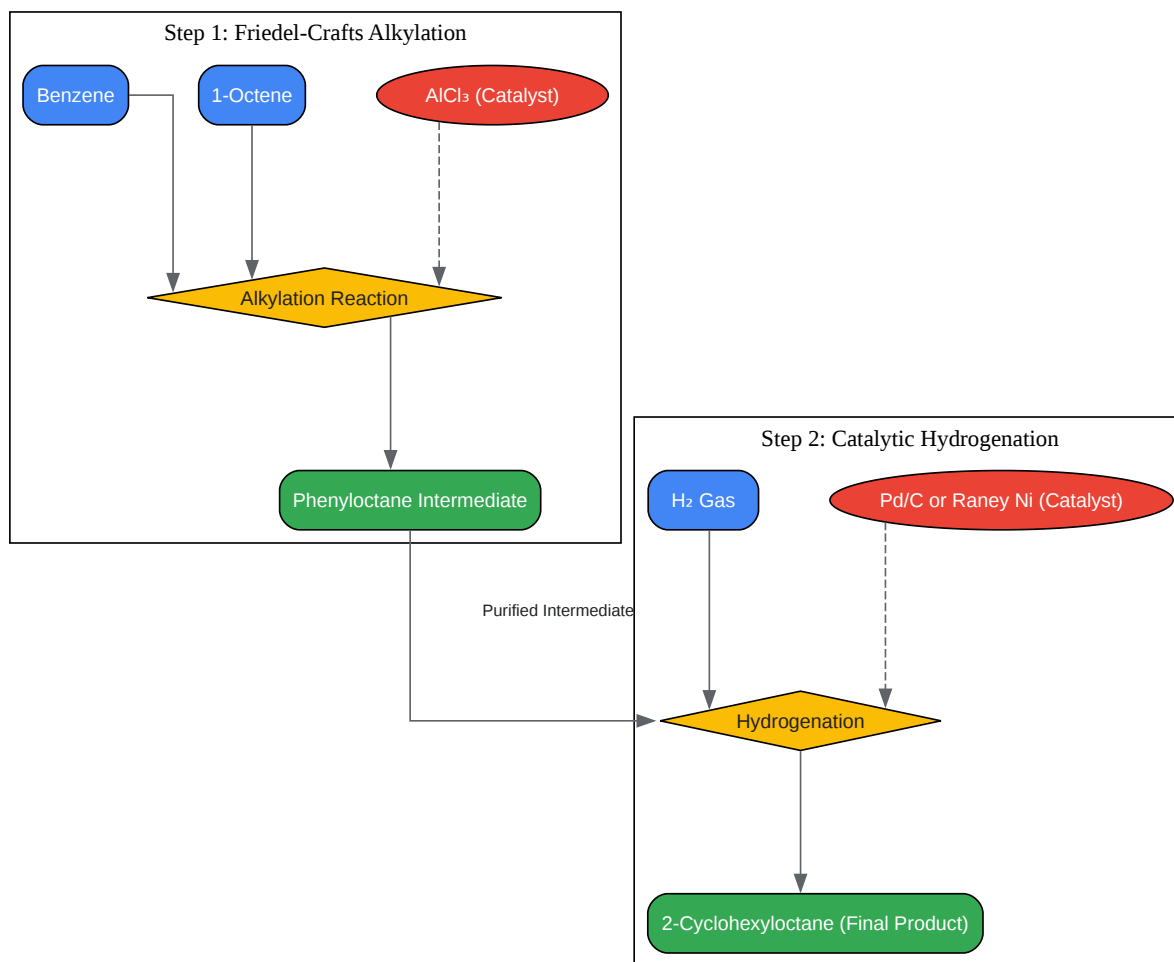 Step 1: Friedel-Crafts Alkylation
Benzene
1-Octene
AlCl₃ (Catalyst)
Alkylation Reaction
Phenyloctane Intermediate
Purified Intermediate
Step 2: Catalytic Hydrogenation
H₂ Gas
Pd/C or Raney Ni (Catalyst)
Hydrogenation
2-Cyclohexyloctane (Final Product)